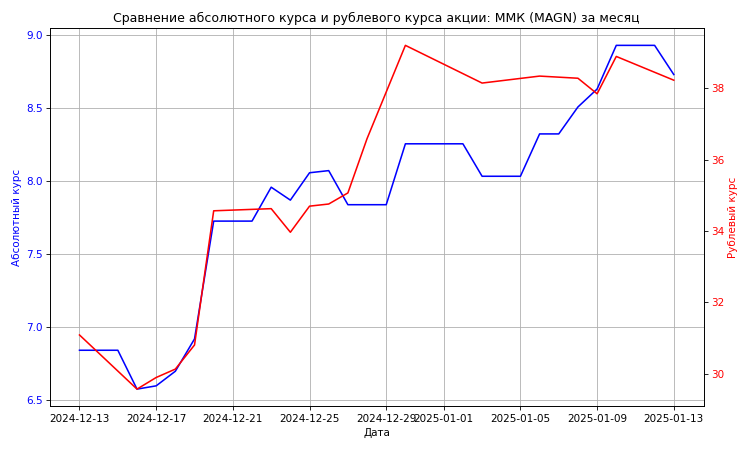 Сравнение абсолютного курса и рублевого курса акции: ММК (MAGN) за месяц
Абсолютный курс
9.0
8.5
8.0
7.5
7.0
6.5
38
36
34
32
30
Рублевый курс
2024-12-13 2024-12-17 2024-12-21 2024-12-25 2024-12-29 2025-01-01 2025-01-05 2025-01-09 2025-01-13
Дата